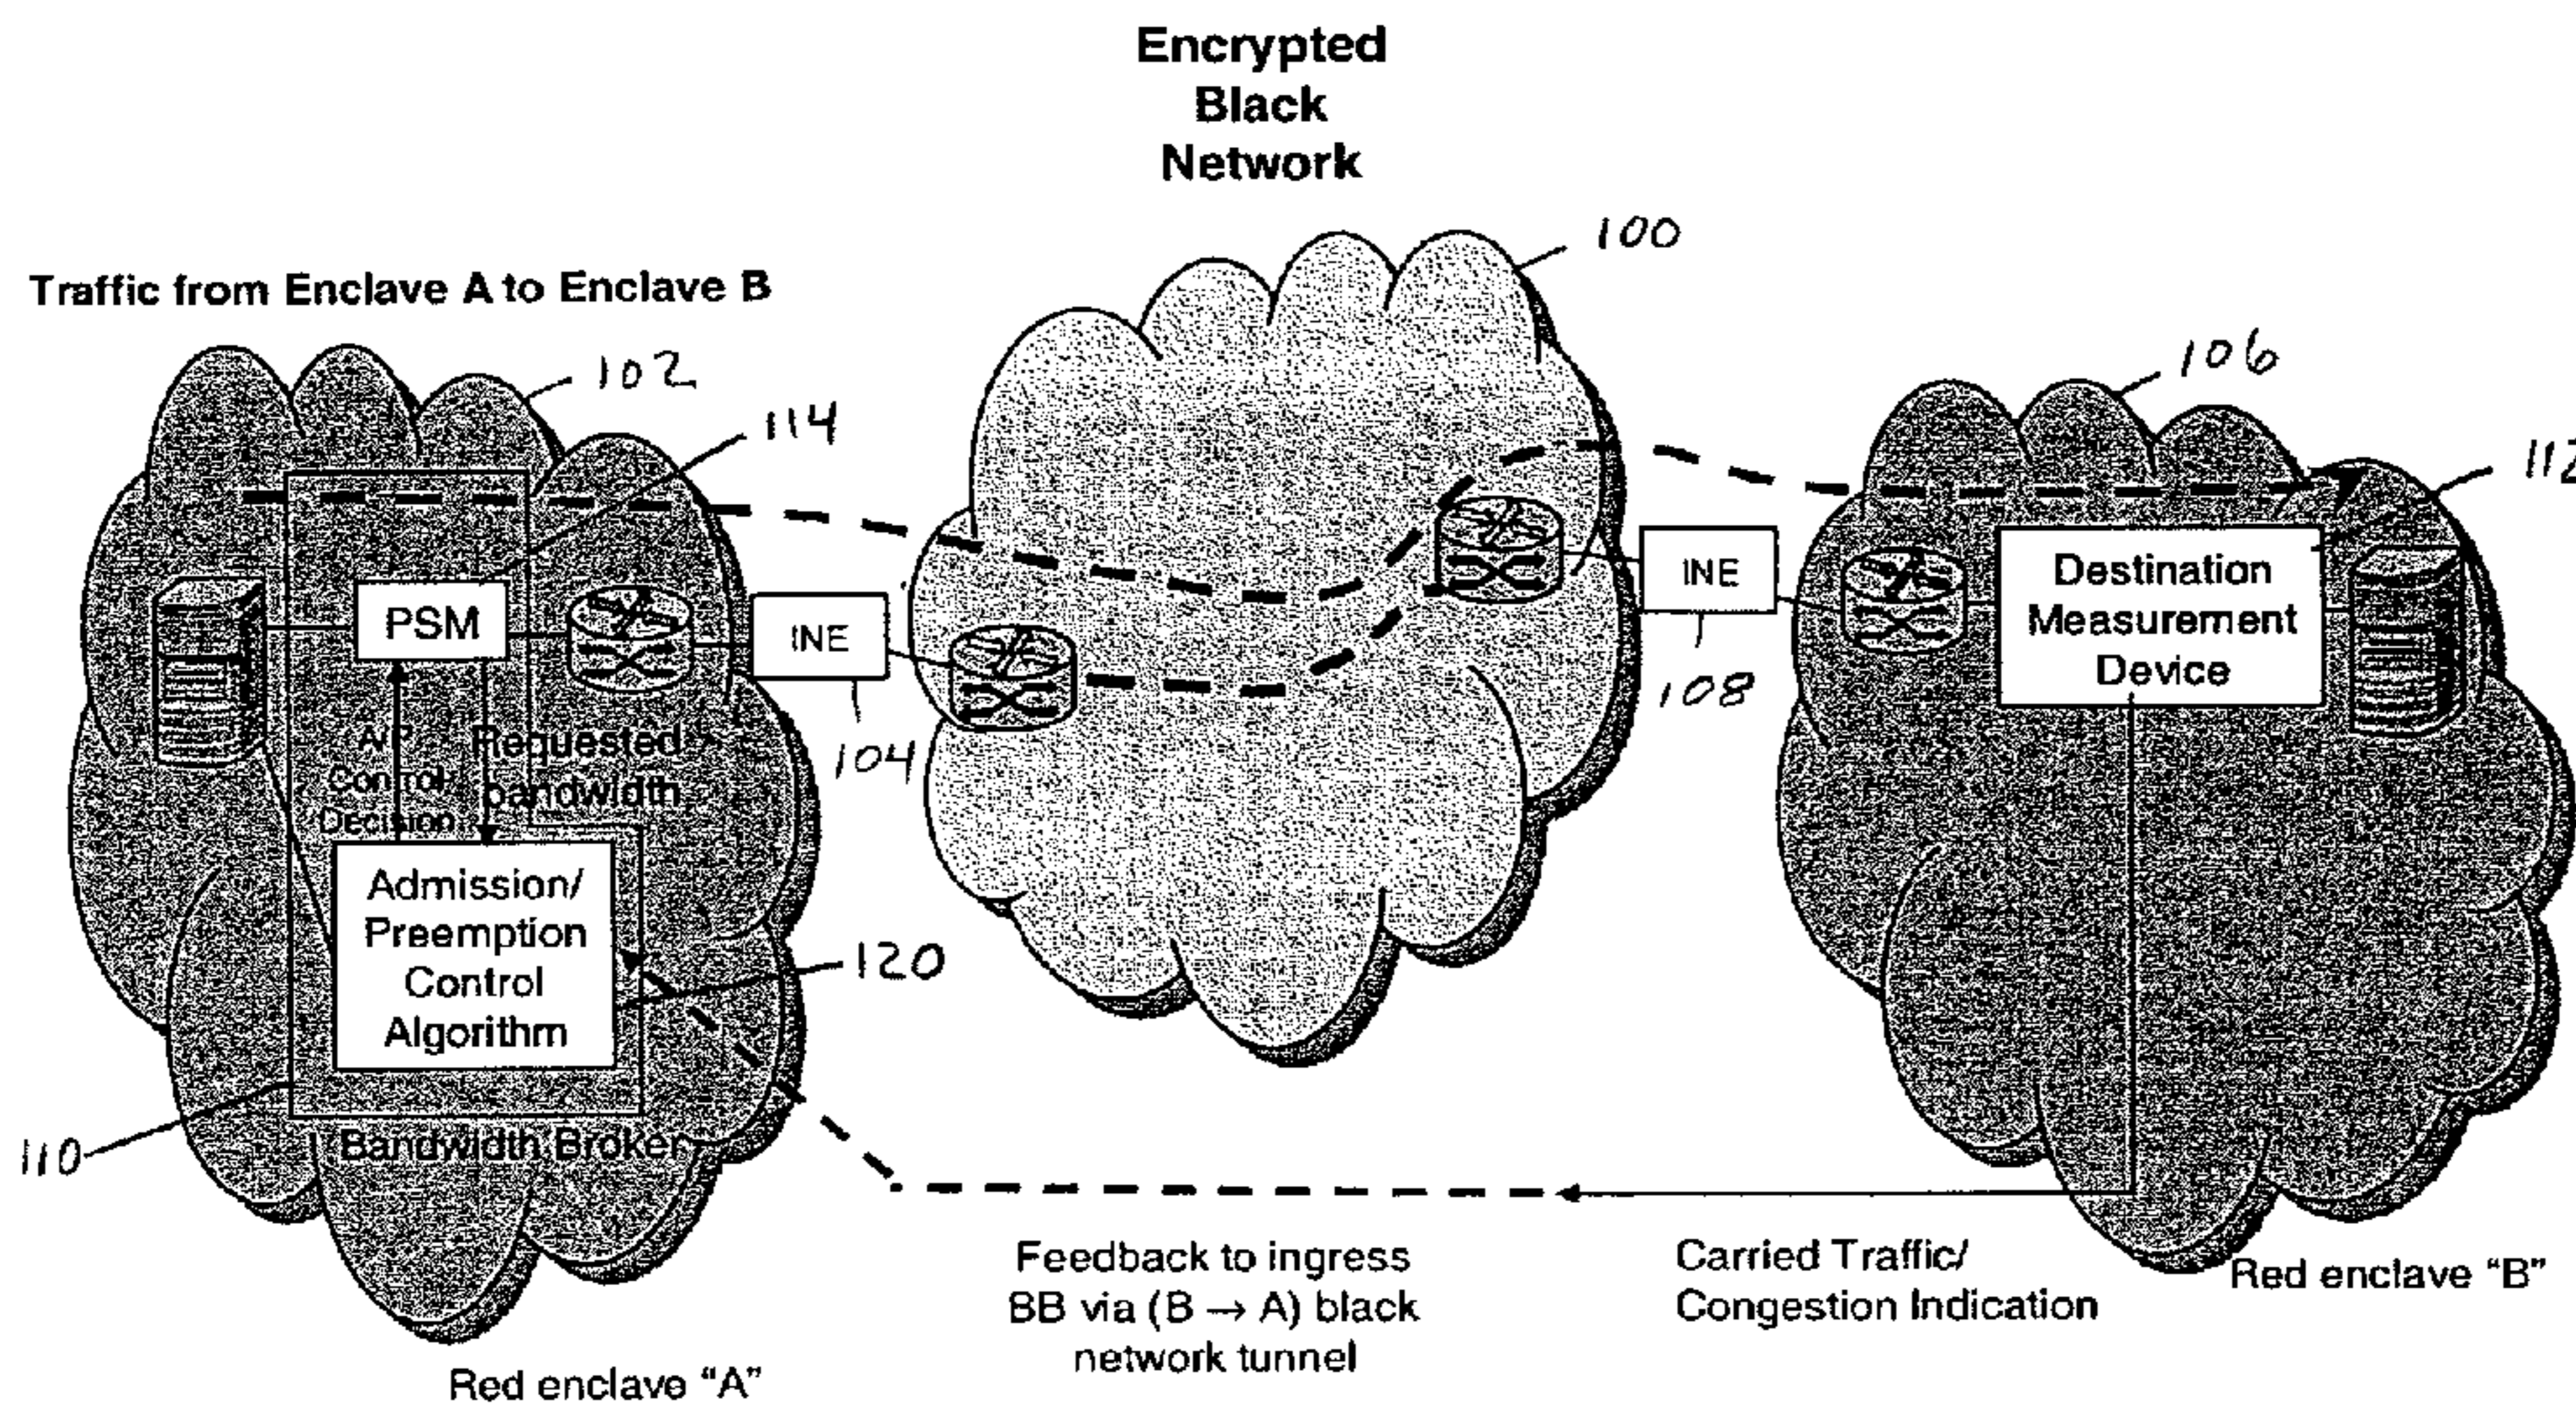 Encrypted
Black
Network
100
Traffic from Enclave A to Enclave B
102
106
114
112
PSM
INE
INE
Destination
Measurement
Device
104
108
A/P
Control
Decision
Requested
bandwidth
Admission/
Preemption
Control
Algorithm
120
110
Bandwidth Broker
Feedback to ingress
BB via (B → A) black
network tunnel
Carried Traffic/
Congestion Indication
Red enclave “B”
Red enclave “A”